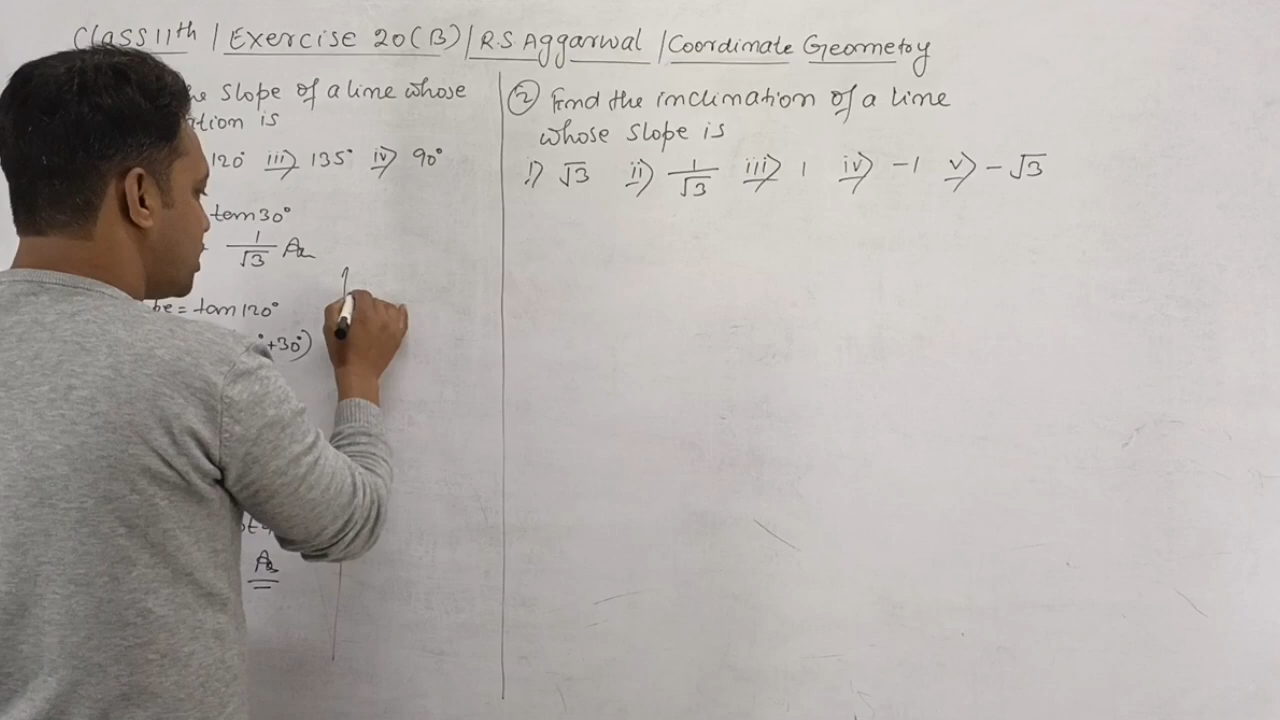 Class 11th / Exercise 20(B) / R.S Aggarwal / Coordinate Geometry
slope of a line whose
is
120° iii) 135° iv) 90°
tan 30°
1/√3 Ans
= tan 120°
+30°)
Ans
② Find the inclination of a line
whose slope is
i) √3 ii) 1/√3 iii) 1 iv) -1 v) -√3